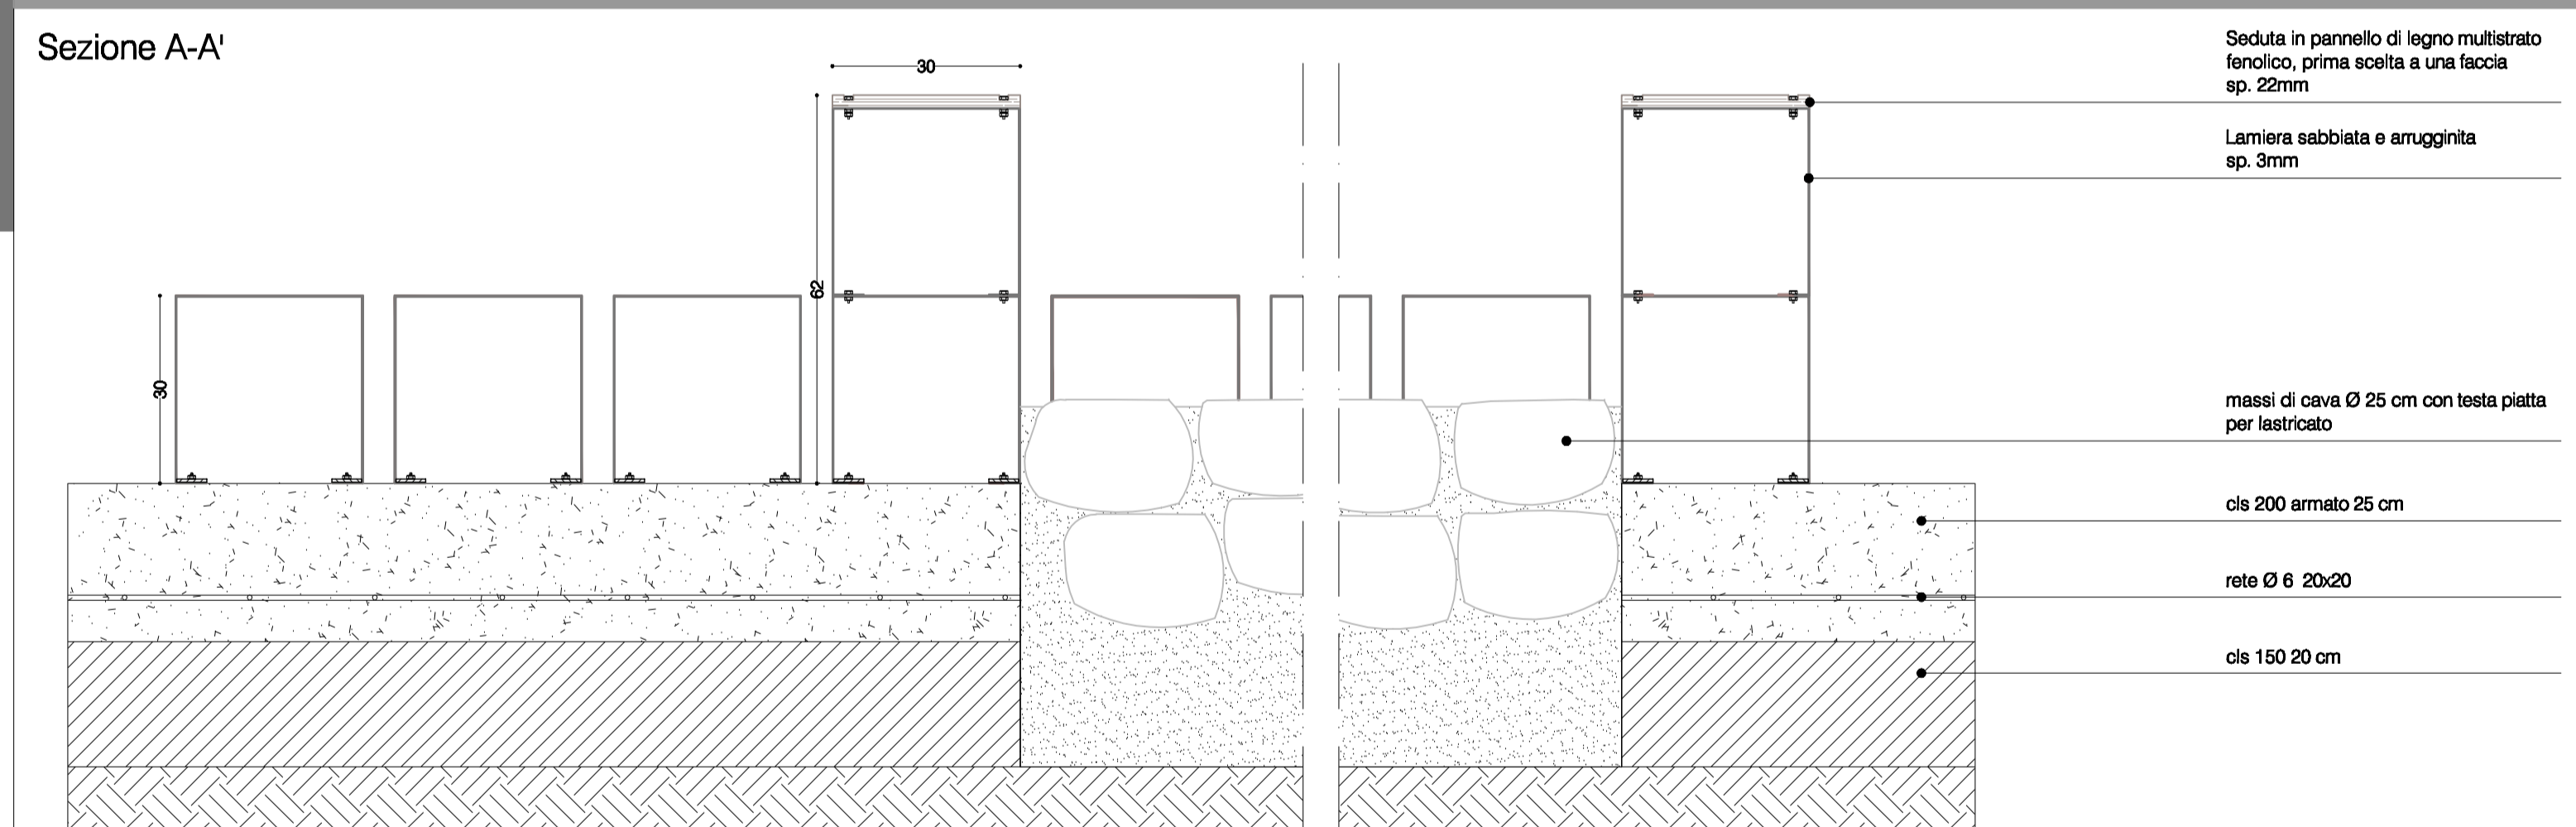 Sezione A-A'
30
62
30
Seduta in pannello di legno multistrato
fenolico, prima scelta a una faccia
sp. 22mm
Lamiera sabbiata e arrugginita
sp. 3mm
massi di cava Ø 25 cm con testa piatta
per lastricato
cls 200 armato 25 cm
rete Ø 6 20x20
cls 150 20 cm